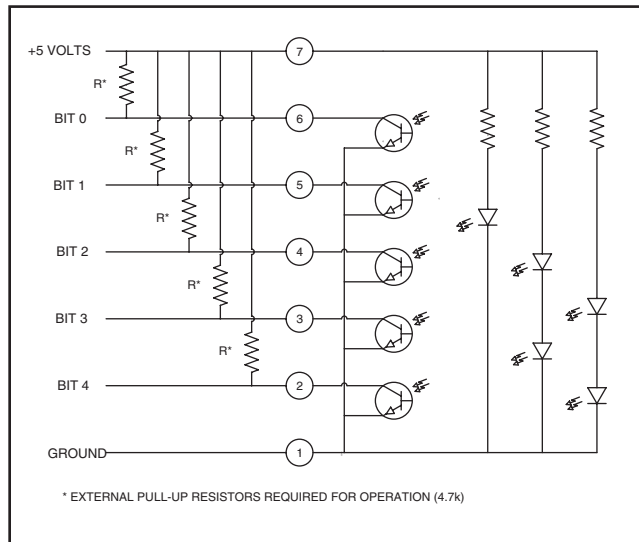 +5 VOLTS
7
R*
BIT 0
6
R*
BIT 1
5
R*
BIT 2
4
R*
BIT 3
3
R*
BIT 4
2
GROUND
1
* EXTERNAL PULL-UP RESISTORS REQUIRED FOR OPERATION (4.7k)